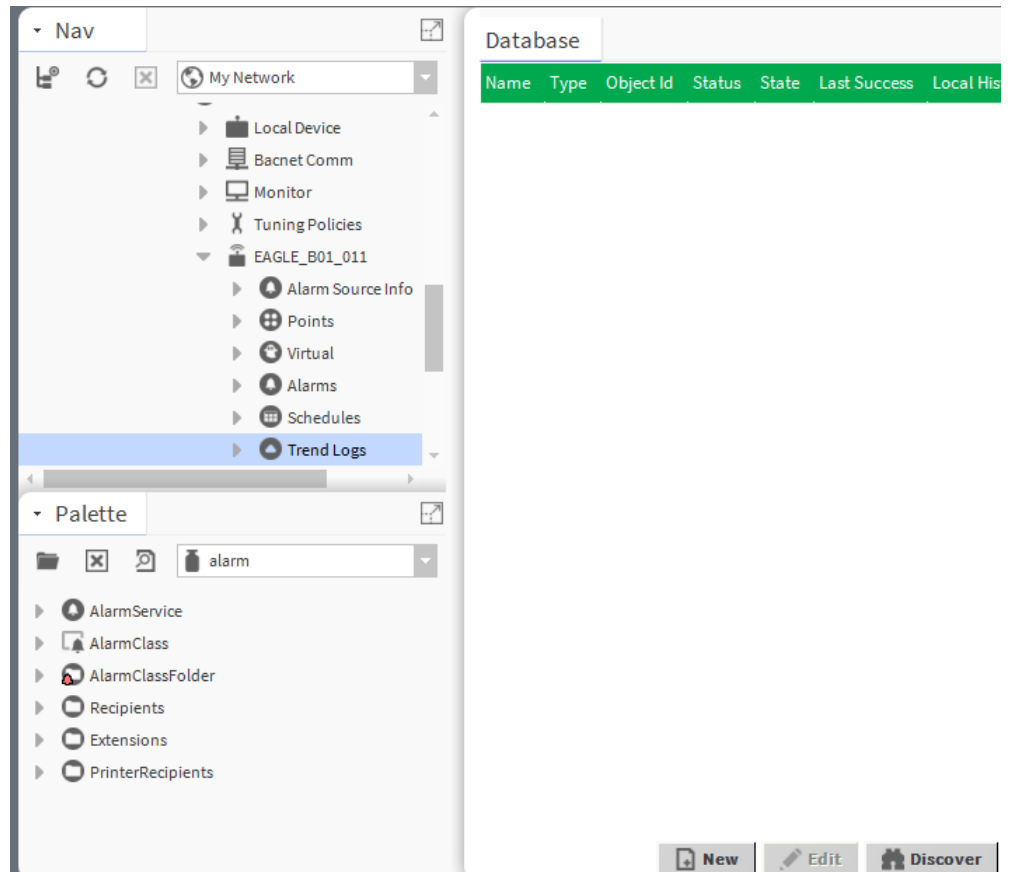 Nav
My Network
Local Device
Bacnet Comm
Monitor
Tuning Policies
EAGLE_B01_011
Alarm Source Info
Points
Virtual
Alarms
Schedules
Trend Logs
Palette
alarm
AlarmService
AlarmClass
AlarmClassFolder
Recipients
Extensions
PrinterRecipients
Database
Name Type Object Id Status State Last Success Local His
New Edit Discover